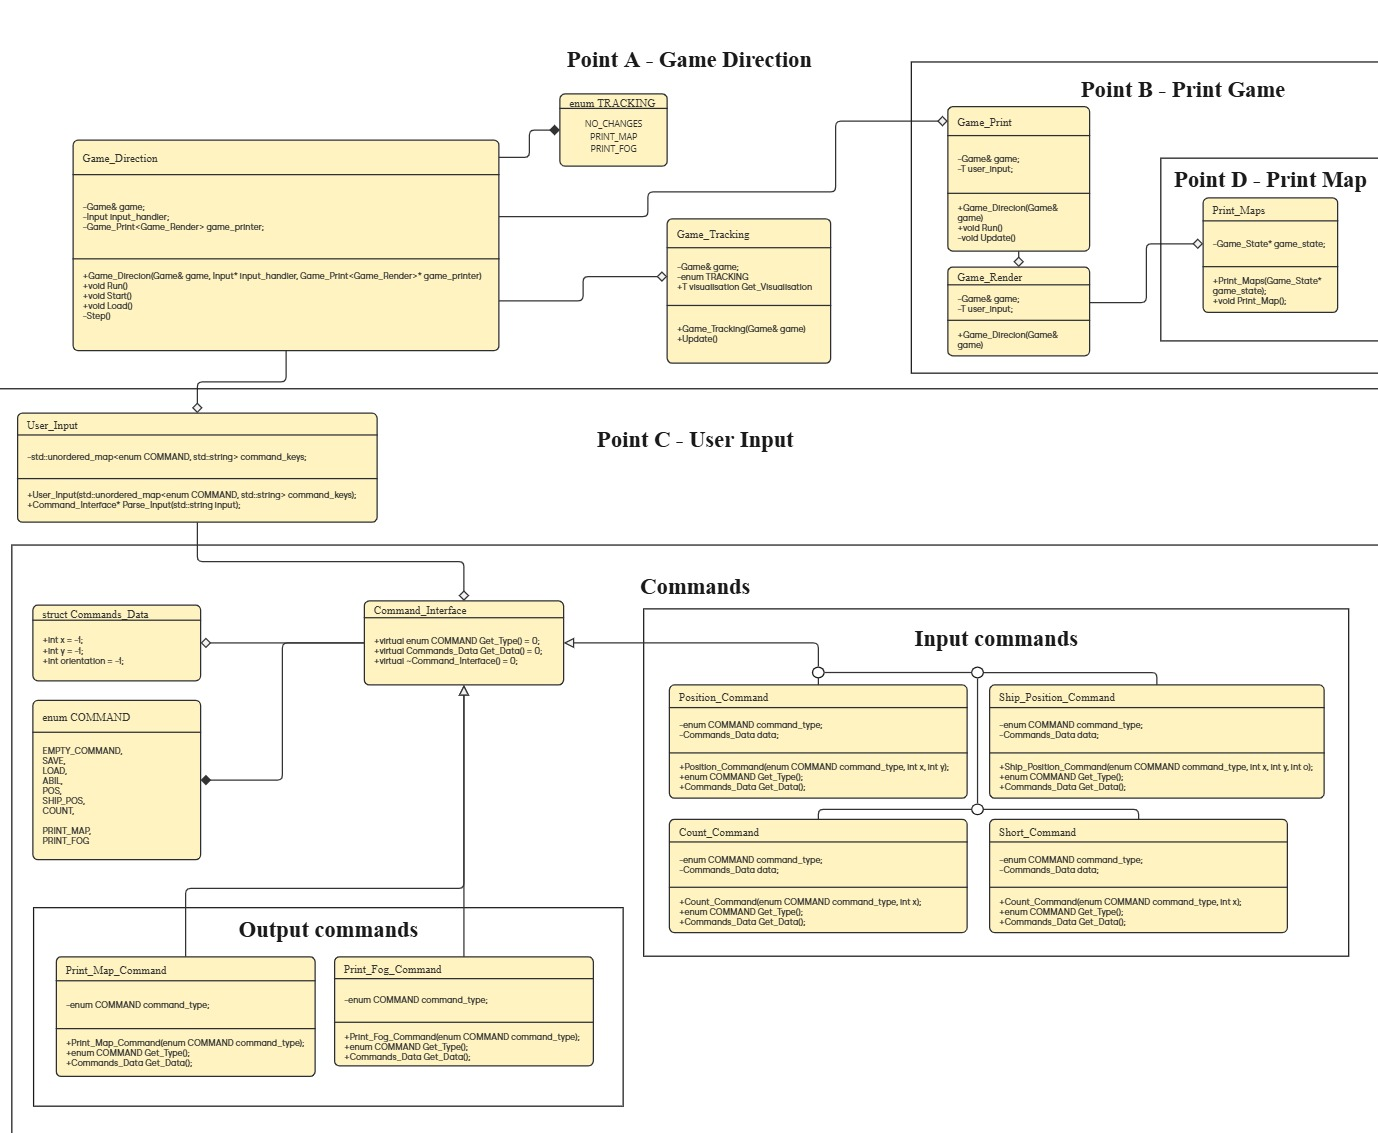 Point A - Game Direction
enum TRACKING
NO_CHANGES
PRINT_MAP
PRINT_FOG
Game_Direction
-Game& game;
-Input input_handler;
-Game_Print<Game_Render> game_printer;
+Game_Direcion(Game& game, Input* input_handler, Game_Print<Game_Render>* game_printer)
+void Run()
+void Start()
+void Load()
-Step()
Game_Tracking
-Game& game;
-enum TRACKING
+T visualisation Get_Visualisation
+Game_Tracking(Game& game)
+Update()
Point B - Print Game
Game_Print
-Game& game;
-T user_input;
+Game_Direcion(Game&
game)
+void Run()
-void Update()
Game_Render
-Game& game;
-T user_input;
+Game_Direcion(Game&
game)
Point D - Print Map
Print_Maps
-Game_State* game_state;
+Print_Maps(Game_State*
game_state);
+void Print_Map();
Point C - User Input
User_Input
-std::unordered_map<enum COMMAND, std::string> command_keys;
+User_Input(std::unordered_map<enum COMMAND, std::string> command_keys);
+Command_Interface* Parse_Input(std::string input);
Commands
struct Commands_Data
+int x = -1;
+int y = -1;
+int orientation = -1;
Command_Interface
+virtual enum COMMAND Get_Type() = 0;
+virtual Commands_Data Get_Data() = 0;
+virtual ~Command_Interface() = 0;
enum COMMAND
EMPTY_COMMAND,
SAVE,
LOAD,
ABIL,
POS,
SHIP_POS,
COUNT,
PRINT_MAP,
PRINT_FOG
Input commands
Position_Command
-enum COMMAND command_type;
-Commands_Data data;
+Position_Command(enum COMMAND command_type, int x, int y);
+enum COMMAND Get_Type();
+Commands_Data Get_Data();
Ship_Position_Command
-enum COMMAND command_type;
-Commands_Data data;
+Ship_Position_Command(enum COMMAND command_type, int x, int y, int o);
+enum COMMAND Get_Type();
+Commands_Data Get_Data();
Count_Command
-enum COMMAND command_type;
-Commands_Data data;
+Count_Command(enum COMMAND command_type, int x);
+enum COMMAND Get_Type();
+Commands_Data Get_Data();
Short_Command
-enum COMMAND command_type;
-Commands_Data data;
+Count_Command(enum COMMAND command_type, int x);
+enum COMMAND Get_Type();
+Commands_Data Get_Data();
Output commands
Print_Map_Command
-enum COMMAND command_type;
+Print_Map_Command(enum COMMAND command_type);
+enum COMMAND Get_Type();
+Commands_Data Get_Data();
Print_Fog_Command
-enum COMMAND command_type;
+Print_Fog_Command(enum COMMAND command_type);
+enum COMMAND Get_Type();
+Commands_Data Get_Data();